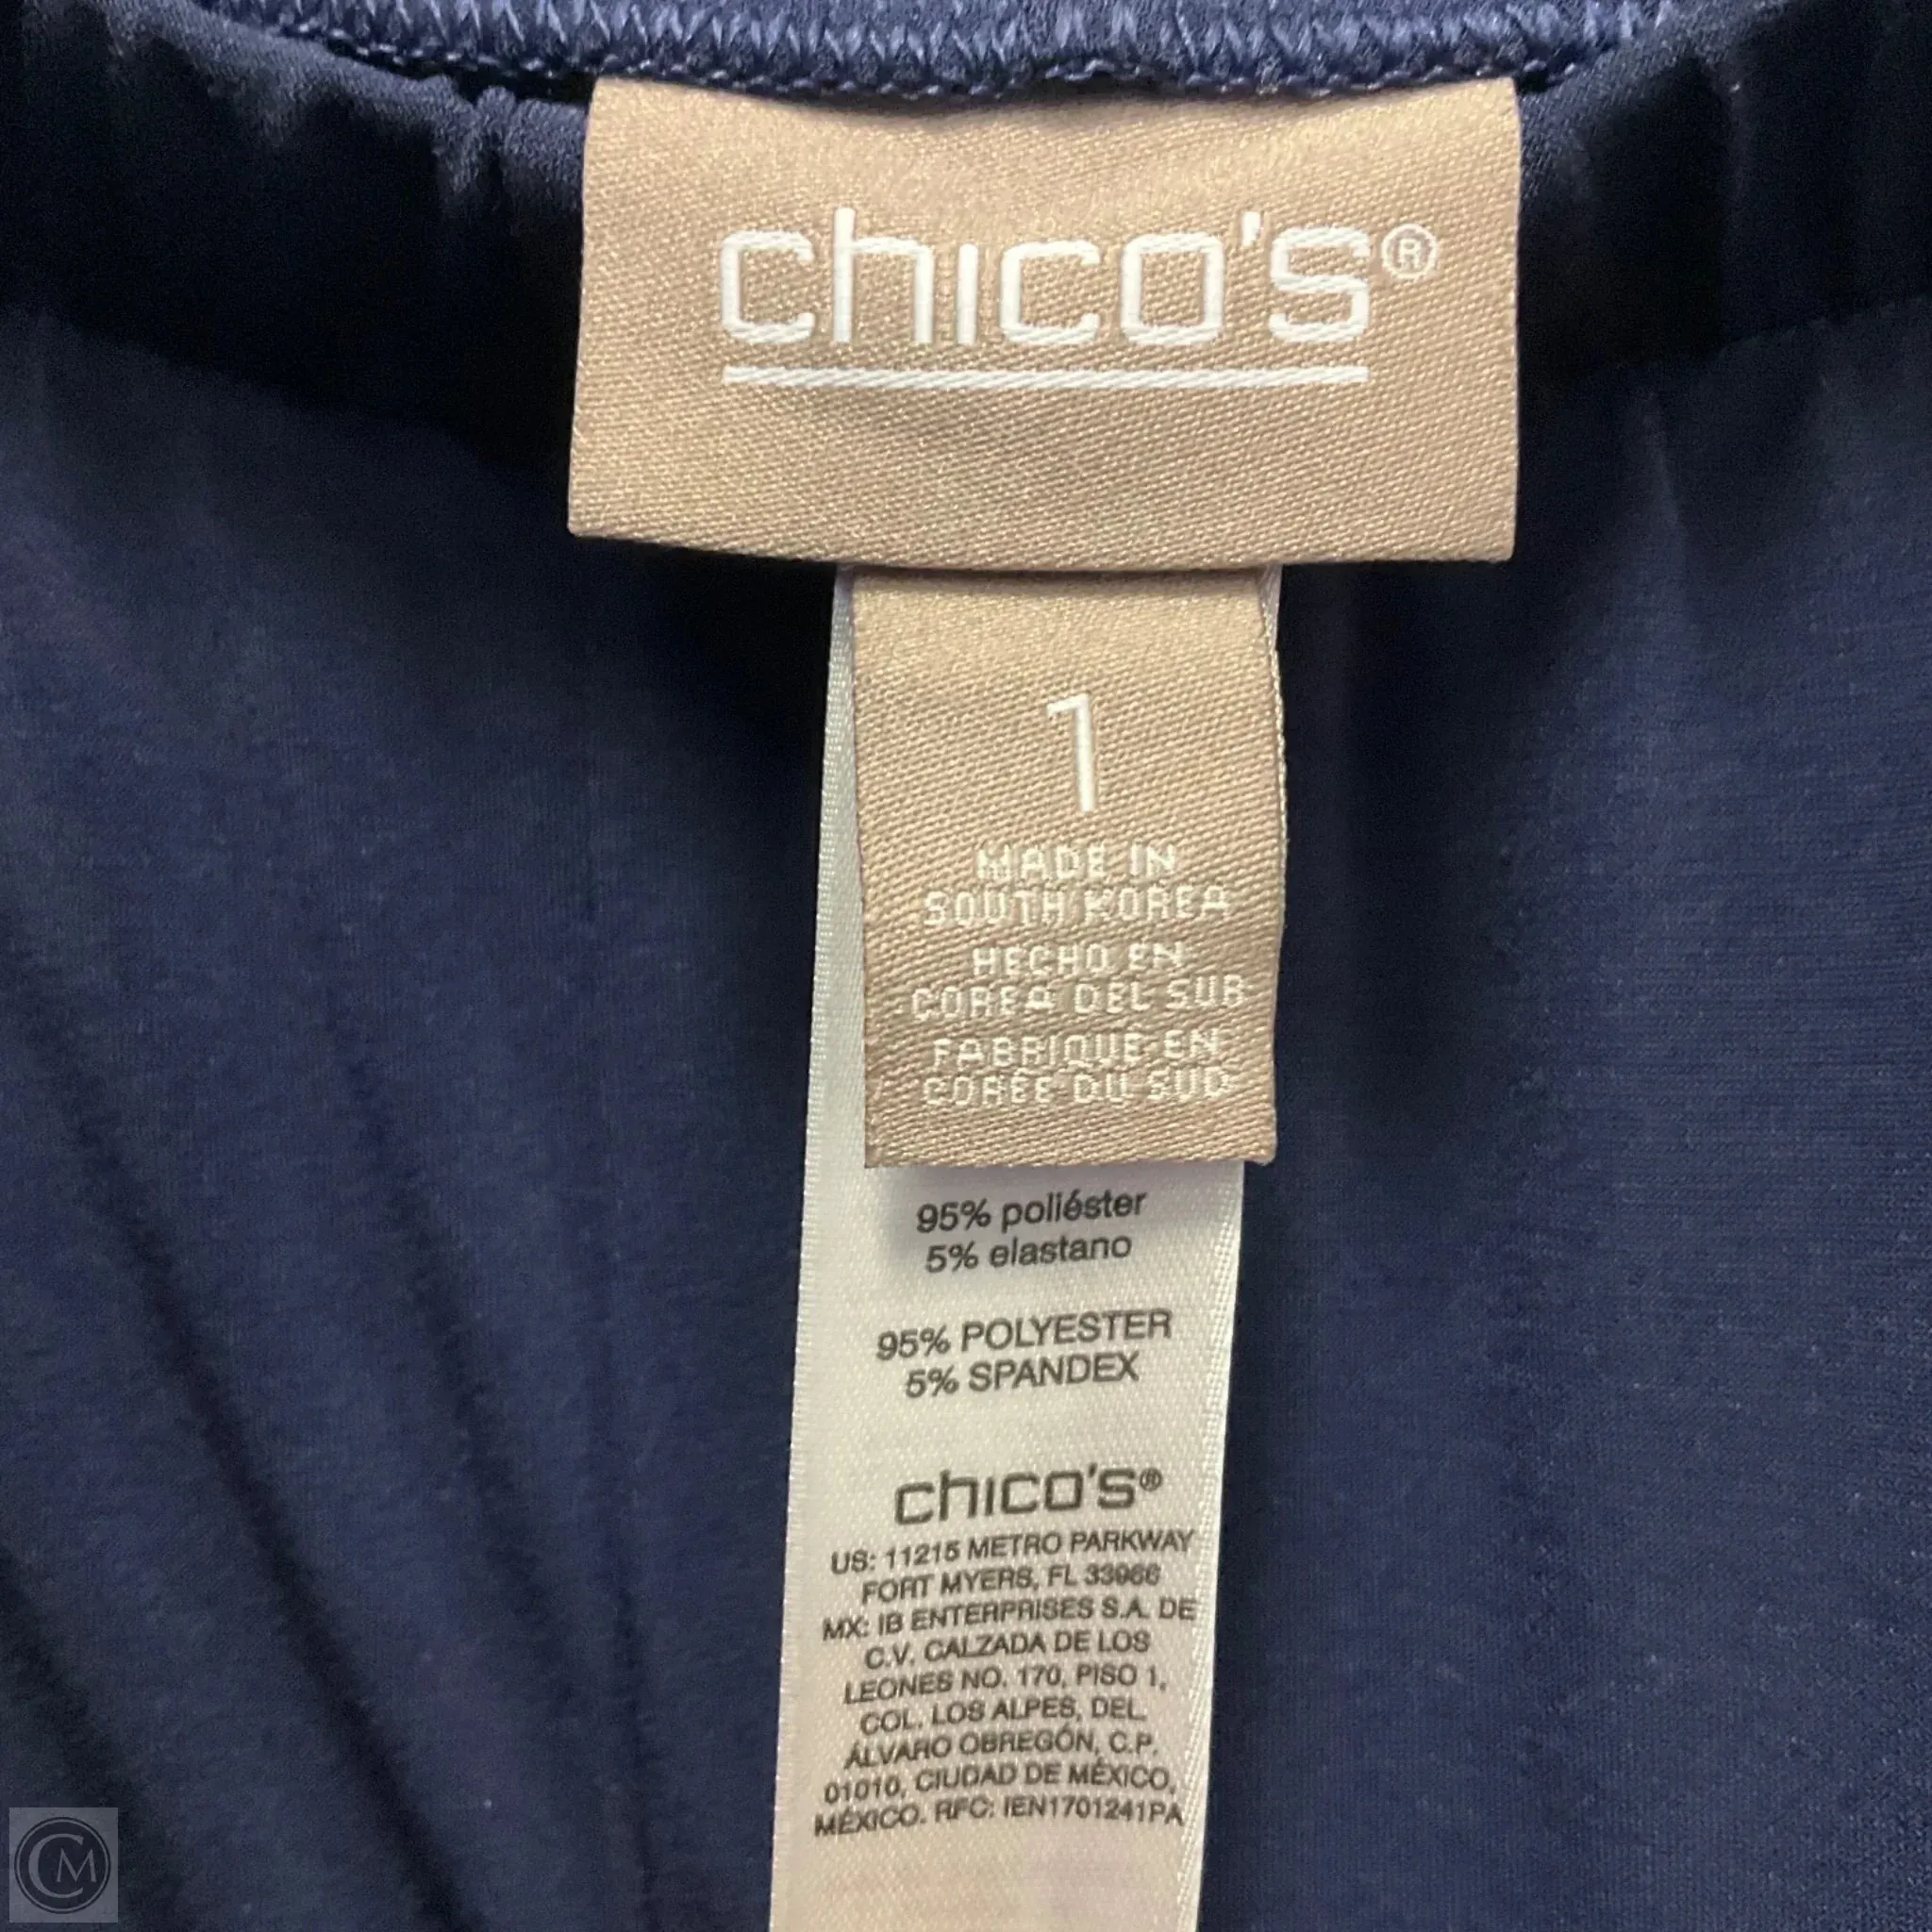 chico's®
1
MADE IN
SOUTH KOREA
HECHO EN
COREA DEL SUR
FABRIQUÉ EN
CORÉE DU SUD
95% poliéster
5% elastano
95% POLYESTER
5% SPANDEX
chico's®
US: 11215 METRO PARKWAY
FORT MYERS, FL 33966
MX: IB ENTERPRISES S.A. DE
C.V. CALZADA DE LOS
LEONES NO. 170, PISO 1,
COL. LOS ALPES, DEL.
ÁLVARO OBREGÓN, C.P.
01010, CIUDAD DE MÉXICO,
MÉXICO. RFC: IEN1701241PA
CM